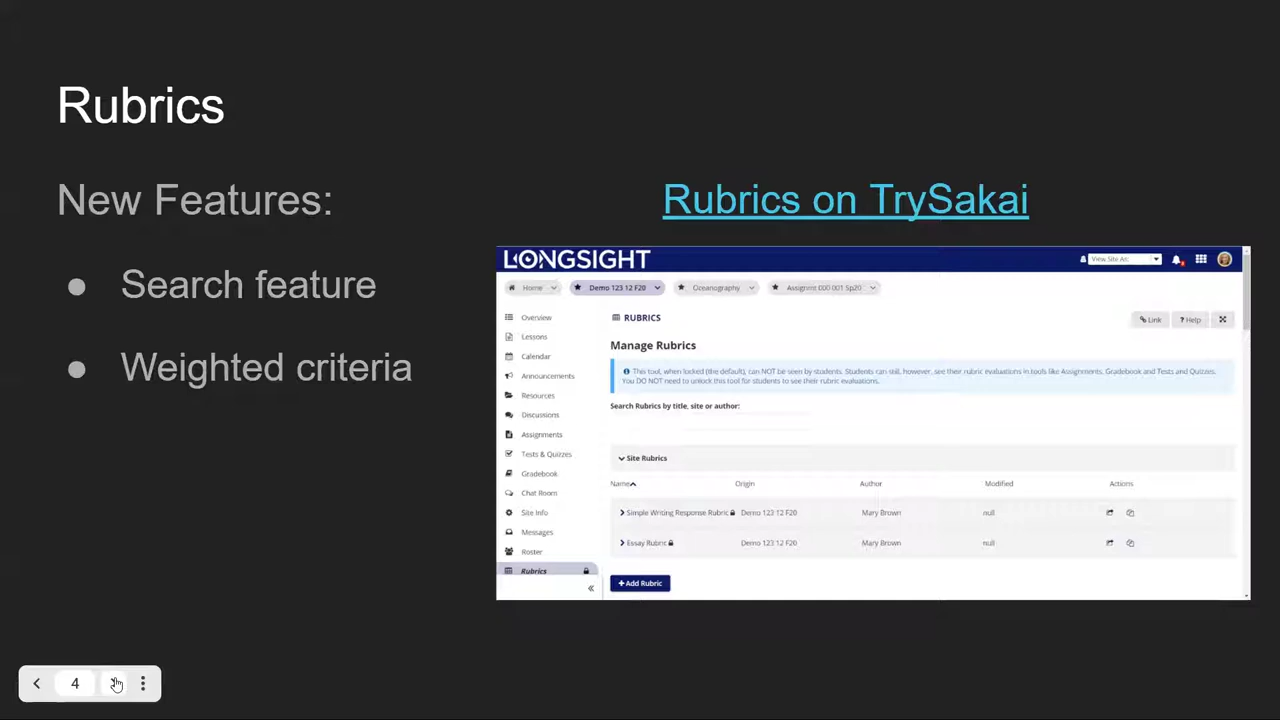 Rubrics
New Features:
● Search feature
● Weighted criteria
Rubrics on TrySakai
LONGSIGHT
View Site As:
Home
Demo 123 12 F20
Oceanography
Assignmt 000 001 Sp20
Overview
Lessons
Calendar
Announcements
Resources
Discussions
Assignments
Tests & Quizzes
Gradebook
Chat Room
Site Info
Messages
Roster
Rubrics
«
RUBRICS
Link
? Help
Manage Rubrics
This tool, when locked (the default), can NOT be seen by students. Students can still, however, see their rubric evaluations in tools like Assignments, Gradebook and Tests and Quizzes.
You DO NOT need to unlock this tool for students to see their rubric evaluations.
Search Rubrics by title, site or author:
Site Rubrics
Name Origin Author Modified Actions
Simple Writing Response Rubric Demo 123 12 F20 Mary Brown null
Essay Rubric Demo 123 12 F20 Mary Brown null
+ Add Rubric
4